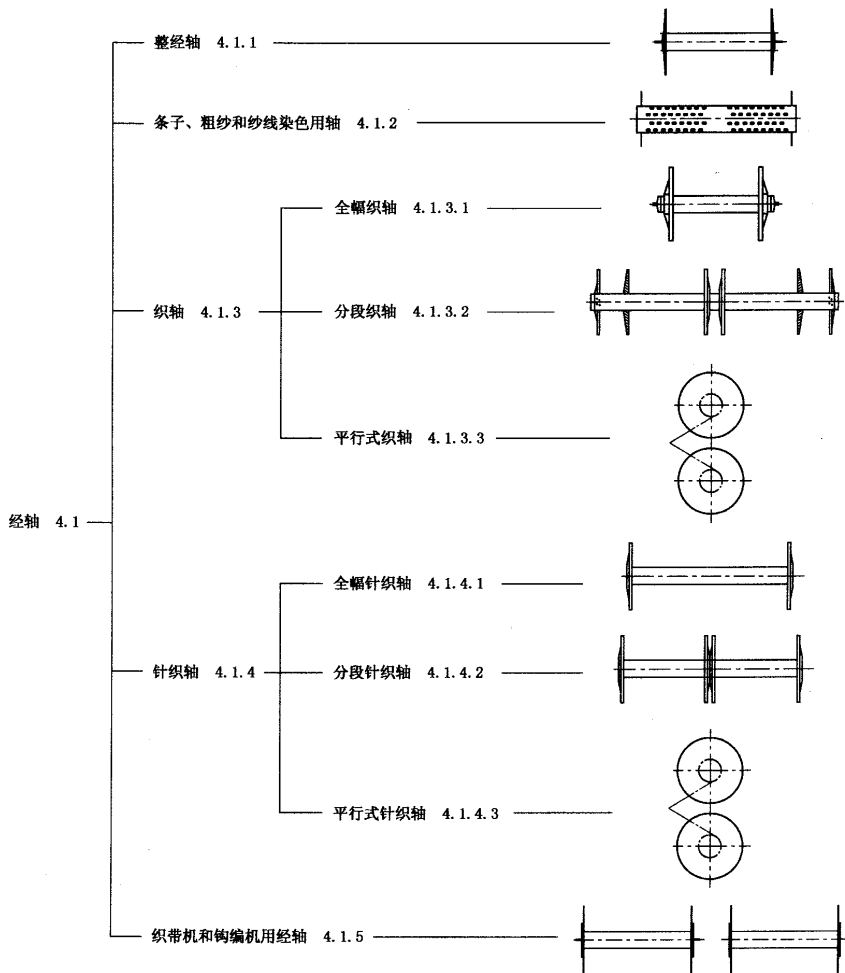 整经轴 4.1.1
条子、粗纱和纱线染色用轴 4.1.2
全幅织轴 4.1.3.1
织轴 4.1.3
分段织轴 4.1.3.2
平行式织轴 4.1.3.3
经轴 4.1
全幅针织轴 4.1.4.1
针织轴 4.1.4
分段针织轴 4.1.4.2
平行式针织轴 4.1.4.3
织带机和钩编机用经轴 4.1.5